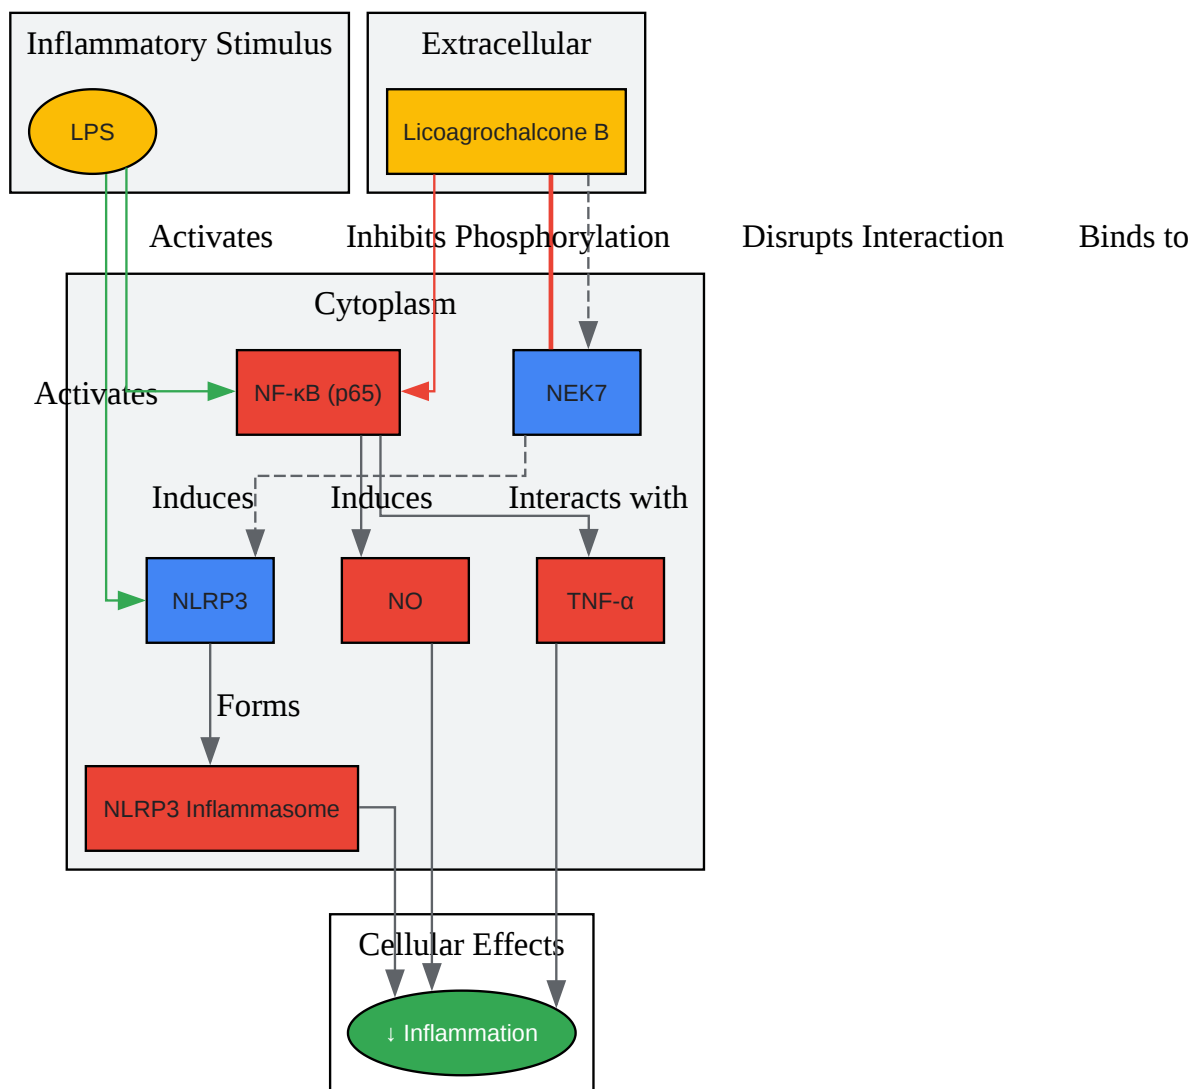 Inflammatory Stimulus
Extracellular
LPS
Licoagrochalcone B
Activates
Inhibits Phosphorylation
Disrupts Interaction
Binds to
Cytoplasm
Activates
NF-κB (p65)
NEK7
Induces
Induces
Interacts with
NLRP3
NO
TNF-α
Forms
NLRP3 Inflammasome
Cellular Effects
↓ Inflammation